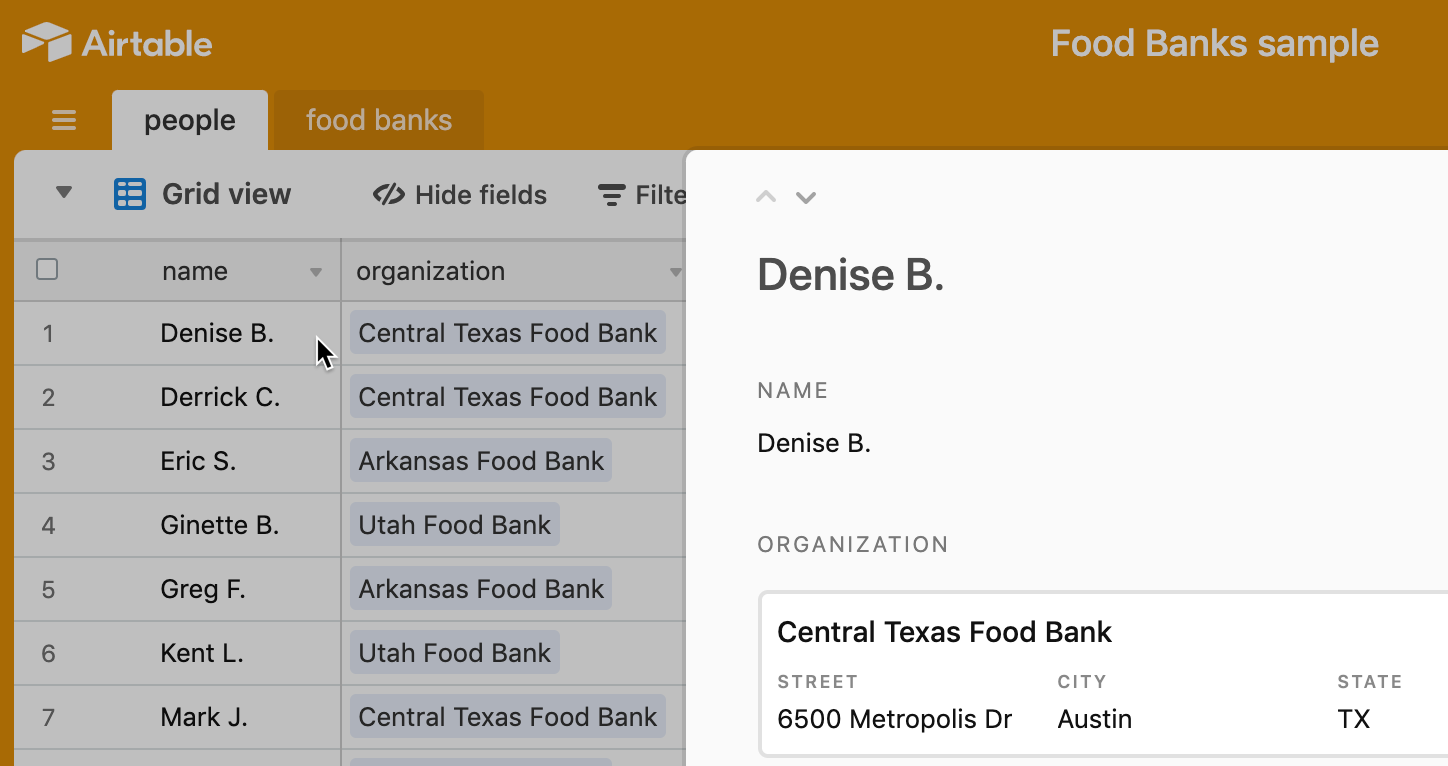 Airtable
Food Banks sample
people
food banks
Grid view
Hide fields
Filte
name
organization
1 Denise B. Central Texas Food Bank
2 Derrick C. Central Texas Food Bank
3 Eric S. Arkansas Food Bank
4 Ginette B. Utah Food Bank
5 Greg F. Arkansas Food Bank
6 Kent L. Utah Food Bank
7 Mark J. Central Texas Food Bank
Denise B.
NAME
Denise B.
ORGANIZATION
Central Texas Food Bank
STREET CITY STATE
6500 Metropolis Dr Austin TX